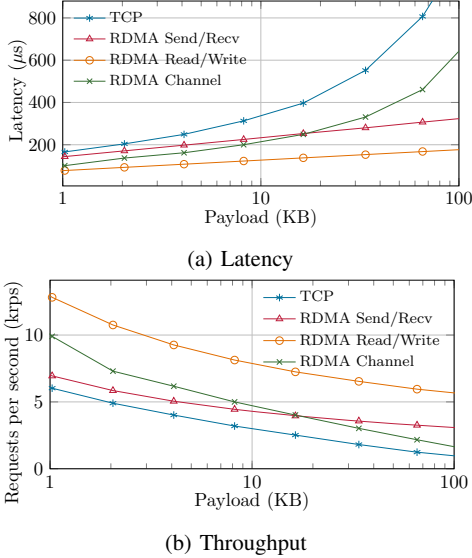 800
600
400
200
Latency (μs)
TCP
RDMA Send/Recv
RDMA Read/Write
RDMA Channel
1
10
100
Payload (KB)
(a) Latency
10
5
0
Requests per second (krps)
TCP
RDMA Send/Recv
RDMA Read/Write
RDMA Channel
1
10
100
Payload (KB)
(b) Throughput